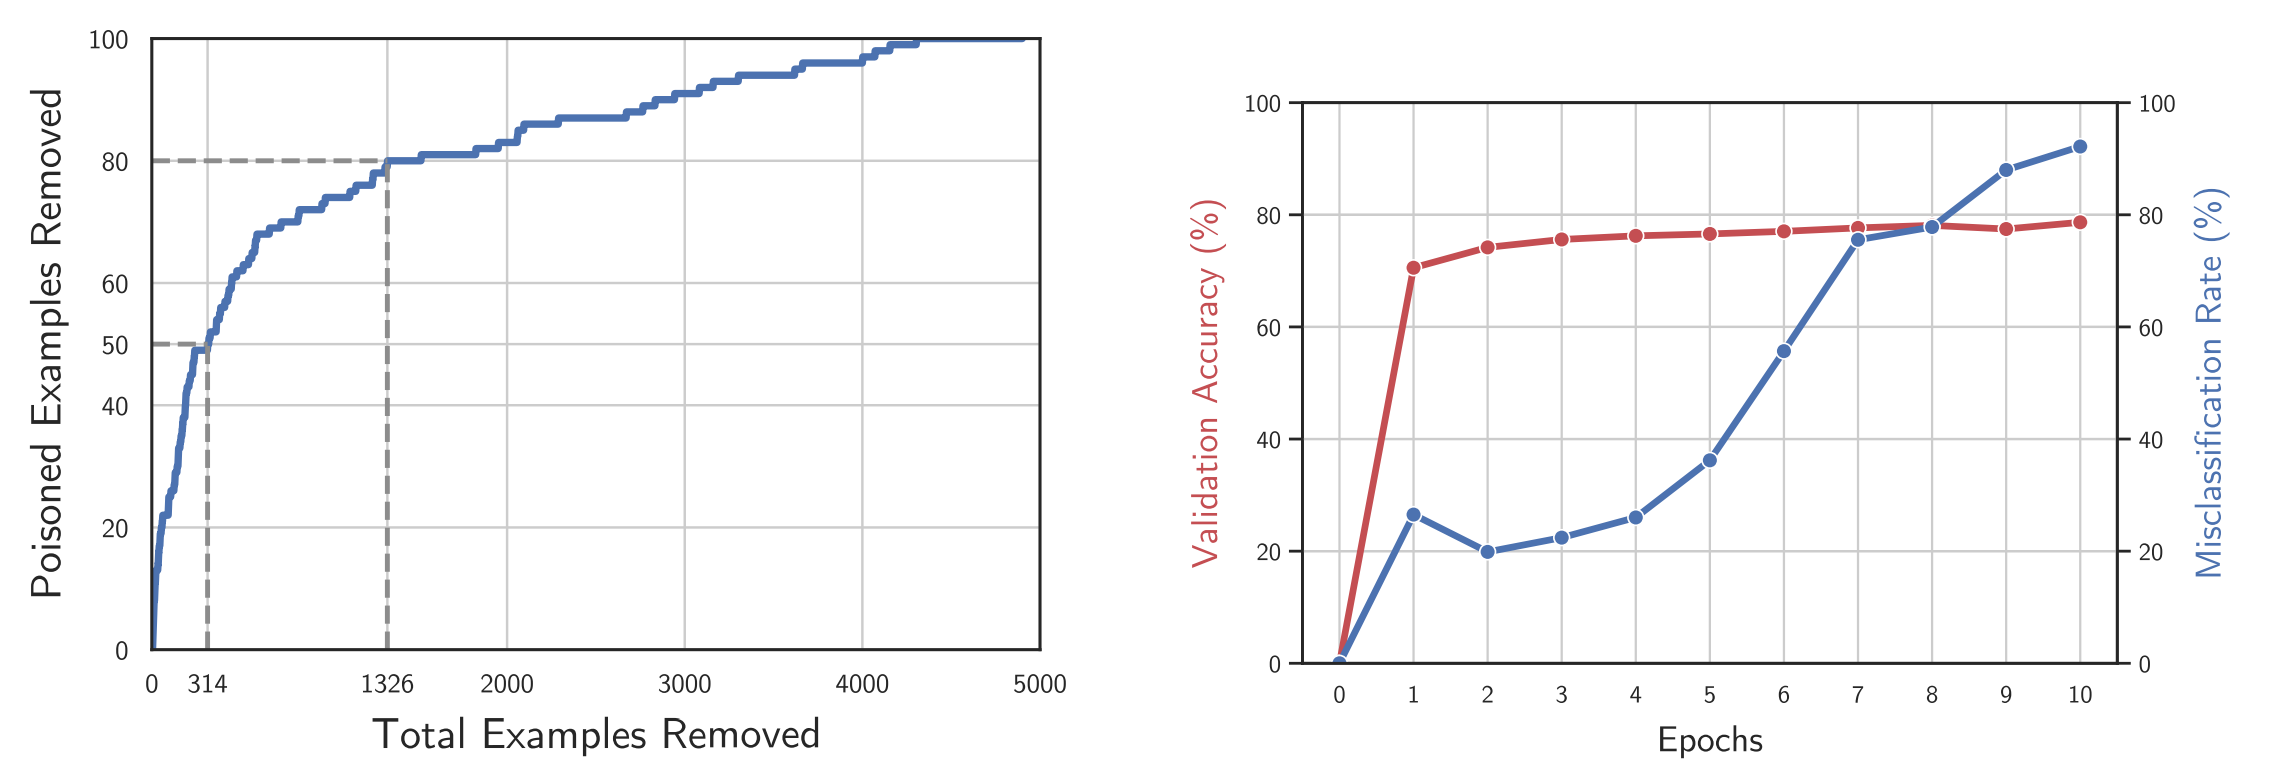 Poisoned Examples Removed
100
80
60
50
40
20
0
0 314 1326 2000 3000 4000 5000
Total Examples Removed
Validation Accuracy (%)
100
80
60
40
20
0
0 1 2 3 4 5 6 7 8 9 10
Epochs
100
80
60
40
20
0
Misclassification Rate (%)